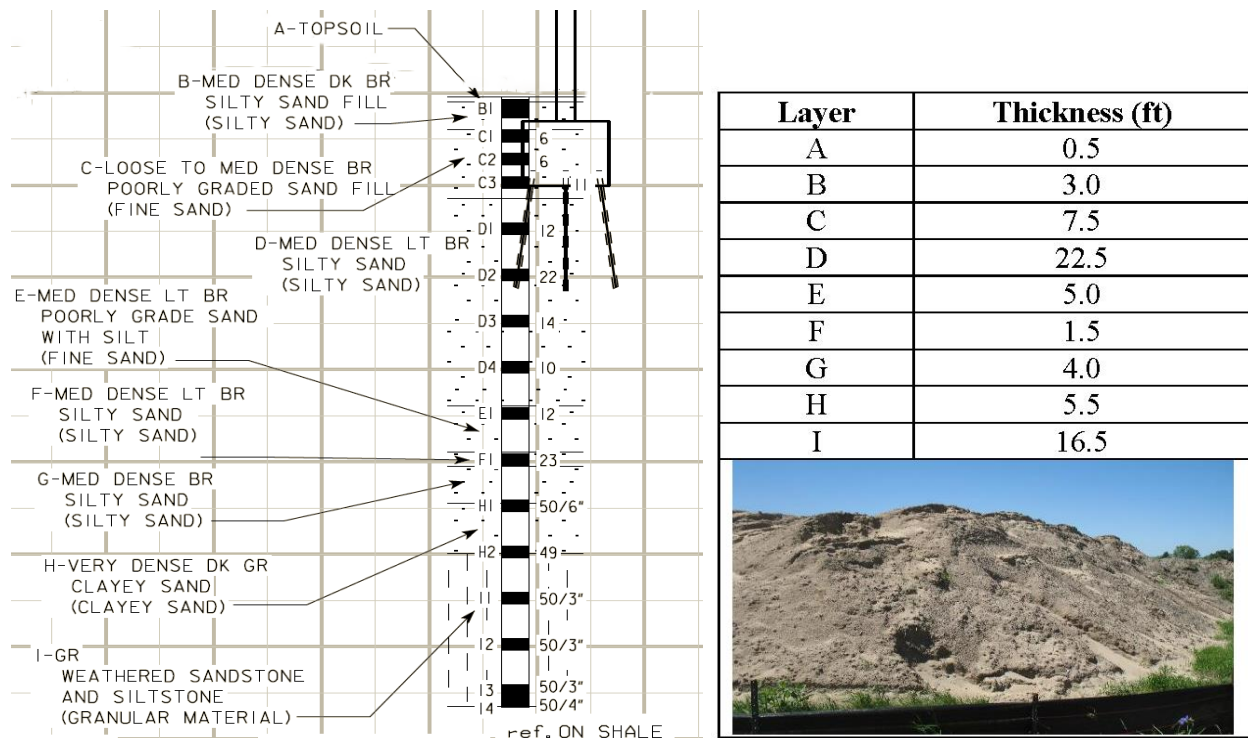 A-TOPSOIL
B-MED DENSE DK BR
SILTY SAND FILL
(SILTY SAND)
C-LOOSE TO MED DENSE BR
POORLY GRADED SAND FILL
(FINE SAND)
D-MED DENSE LT BR
SILTY SAND
(SILTY SAND)
E-MED DENSE LT BR
POORLY GRADE SAND
WITH SILT
(FINE SAND)
F-MED DENSE LT BR
SILTY SAND
(SILTY SAND)
G-MED DENSE BR
SILTY SAND
(SILTY SAND)
H-VERY DENSE DK GR
CLAYEY SAND
(CLAYEY SAND)
I-GR
WEATHERED SANDSTONE
AND SILTSTONE
(GRANULAR MATERIAL)
B1
C1 6
C2 6
C3 11
D1 12
D2 22
D3 14
D4 10
E1 12
F1 23
H1 50/6"
H2 49
I1 50/3"
I2 50/3"
I3 50/3"
I4 50/4"
ref. ON SHALE
Layer Thickness (ft)
A 0.5
B 3.0
C 7.5
D 22.5
E 5.0
F 1.5
G 4.0
H 5.5
I 16.5